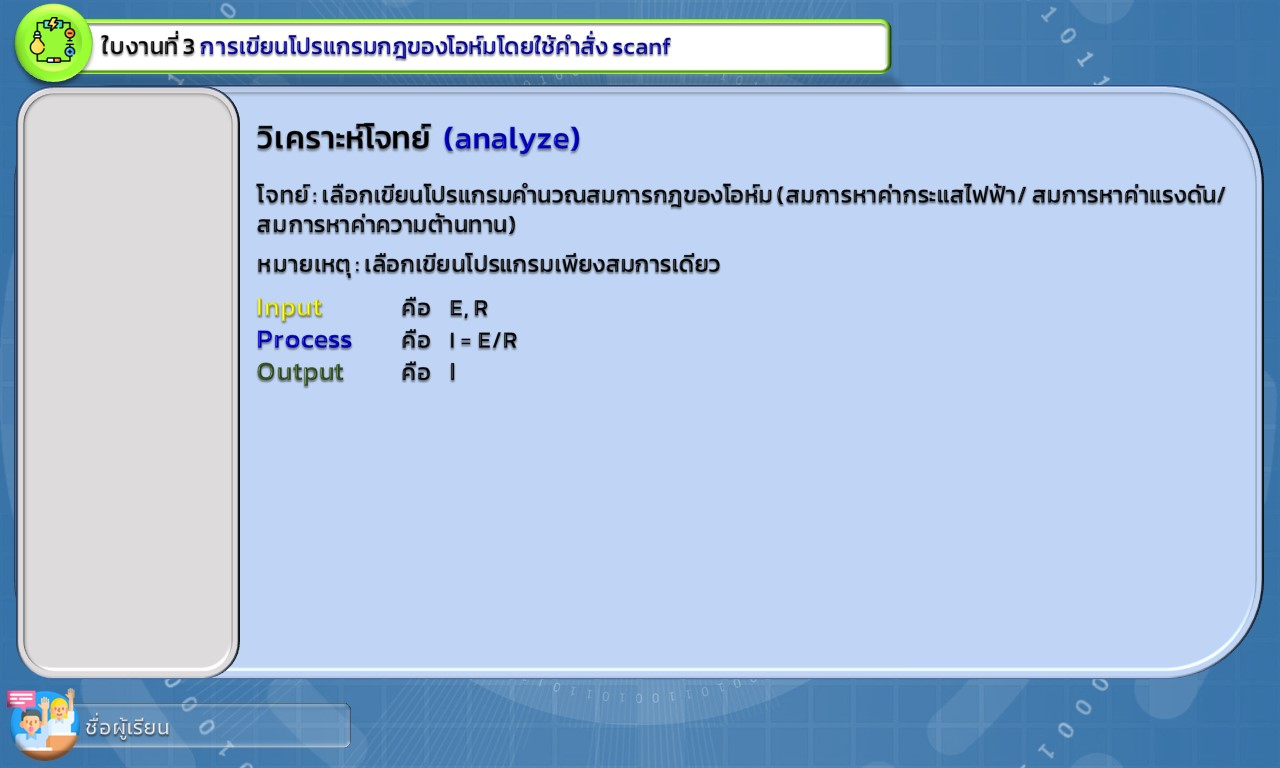 ใบงานที่ 3 การเขียนโปรแกรมกฎของโอห์มโดยใช้คำสั่ง scanf
วิเคราะห์โจทย์ (analyze)
โจทย์ : เลือกเขียนโปรแกรมคำนวณสมการกฎของโอห์ม (สมการหาค่ากระแสไฟฟ้า/ สมการหาค่าแรงดัน/
สมการหาค่าความต้านทาน)
หมายเหตุ : เลือกเขียนโปรแกรมเพียงสมการเดียว
Input คือ E, R
Process คือ I = E/R
Output คือ I
ชื่อผู้เรียน